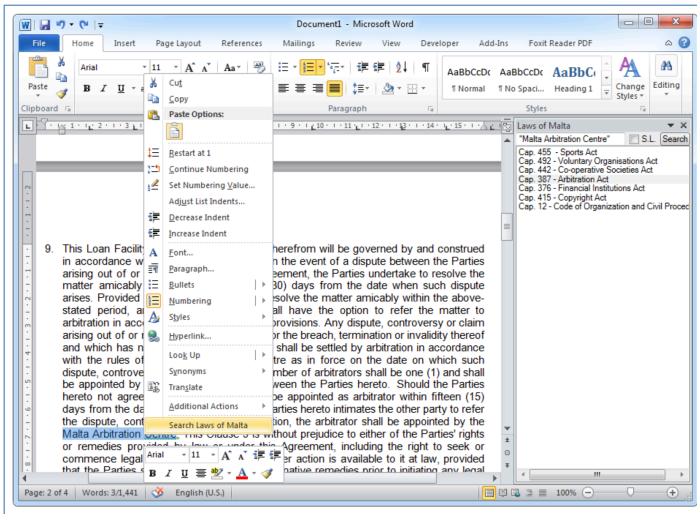 Document1 - Microsoft Word
File Home Insert Page Layout References Mailings Review View Developer Add-Ins Foxit Reader PDF
Paste
Clipboard
Arial 11 A A Aa
B I U
Paragraph
AaBbCcDc AaBbCcDc AaBbC
¶ Normal ¶ No Spaci... Heading 1
Styles
Change Styles
Editing
Cut
Copy
Paste Options:
Restart at 1
Continue Numbering
Set Numbering Value...
Adjust List Indents...
Decrease Indent
Increase Indent
Font...
Paragraph...
Bullets
Numbering
Styles
Hyperlink...
Look Up
Synonyms
Translate
Additional Actions
Search Laws of Malta
Arial 11 A A
B I U A
Laws of Malta
"Malta Arbitration Centre" S.L. Search
Cap. 455 - Sports Act
Cap. 492 - Voluntary Organisations Act
Cap. 442 - Co-operative Societies Act
Cap. 387 - Arbitration Act
Cap. 376 - Financial Institutions Act
Cap. 415 - Copyright Act
Cap. 12 - Code of Organization and Civil Proced
9. This Loan Facility herefrom will be governed by and construed
in accordance w n the event of a dispute between the Parties
arising out of or eement, the Parties undertake to resolve the
matter amicably 30) days from the date when such dispute
arises. Provided esolve the matter amicably within the above-
stated period, a all have the option to refer the matter to
arbitration in acco provisions. Any dispute, controversy or claim
arising out of or r or the breach, termination or invalidity thereof
and which has n shall be settled by arbitration in accordance
with the rules of tre as in force on the date on which such
dispute, controve mber of arbitrators shall be one (1) and shall
be appointed by ween the Parties hereto. Should the Parties
hereto not agree be appointed as arbitrator within fifteen (15)
days from the da arties hereto intimates the other party to refer
the dispute, cont ion, the arbitrator shall be appointed by the
Malta Arbitration Centre. This Clause 9 is without prejudice to either of the Parties' rights
or remedies provided by law or under this Agreement, including the right to seek or
commence legal er action is available to it at law, provided
that the Parties s native remedies prior to initiating any legal
Page: 2 of 4 Words: 3/1,441 English (U.S.) 100%